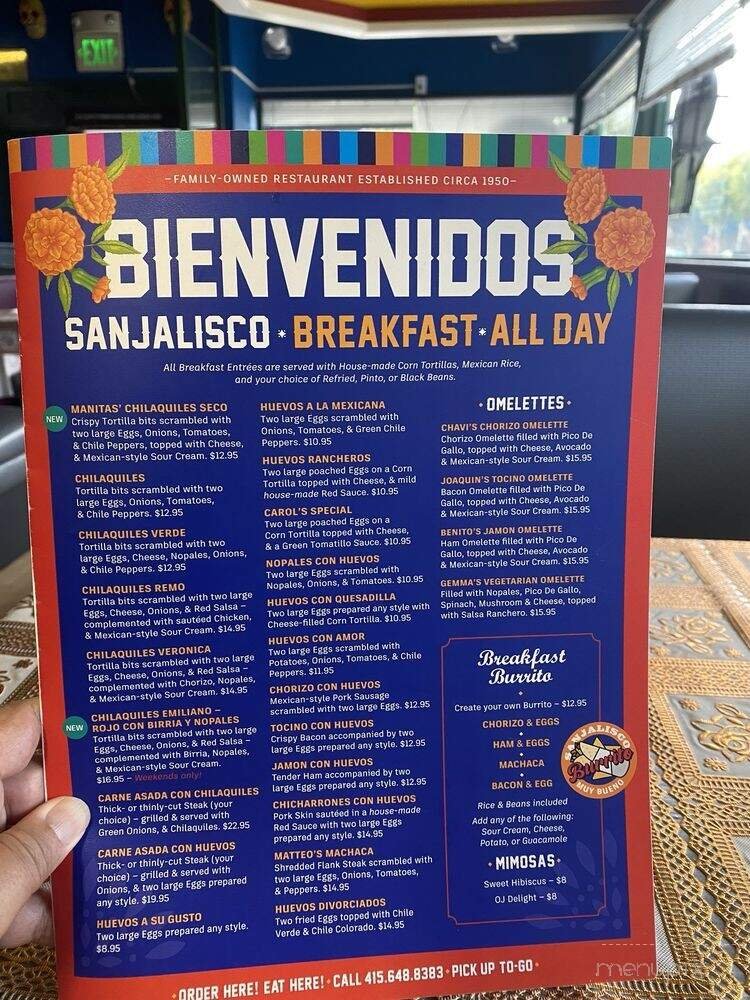 EXIT
–FAMILY-OWNED RESTAURANT ESTABLISHED CIRCA 1950–
BIENVENIDOS
SANJALISCO * BREAKFAST * ALL DAY
All Breakfast Entrées are served with House-made Corn Tortillas, Mexican Rice,
and your choice of Refried, Pinto, or Black Beans.
NEW
MANITAS' CHILAQUILES SECO
Crispy Tortilla bits scrambled with
two large Eggs, Onions, Tomatoes,
& Chile Peppers, topped with Cheese,
& Mexican-style Sour Cream. $12.95
CHILAQUILES
Tortilla bits scrambled with two
large Eggs, Onions, Tomatoes,
& Chile Peppers. $12.95
CHILAQUILES VERDE
Tortilla bits scrambled with two
large Eggs, Cheese, Nopales, Onions,
& Chile Peppers. $12.95
CHILAQUILES REMO
Tortilla bits scrambled with two large
Eggs, Cheese, Onions, & Red Salsa –
complemented with sautéed Chicken,
& Mexican-style Sour Cream. $14.95
CHILAQUILES VERONICA
Tortilla bits scrambled with two large
Eggs, Cheese, Onions, & Red Salsa –
complemented with Chorizo, Nopales,
& Mexican-style Sour Cream. $14.95
NEW
CHILAQUILES EMILIANO –
ROJO CON BIRRIA Y NOPALES
Tortilla bits scrambled with two large
Eggs, Cheese, Onions, & Red Salsa –
complemented with Birria, Nopales,
& Mexican-style Sour Cream.
$16.95 – Weekends only!
CARNE ASADA CON CHILAQUILES
Thick- or thinly-cut Steak (your
choice) – grilled & served with
Green Onions, & Chilaquiles. $22.95
CARNE ASADA CON HUEVOS
Thick- or thinly-cut Steak (your
choice) – grilled & served with
Onions, & two large Eggs prepared
any style. $19.95
HUEVOS A SU GUSTO
Two large Eggs prepared any style.
$8.95
HUEVOS A LA MEXICANA
Two large Eggs scrambled with
Onions, Tomatoes, & Green Chile
Peppers. $10.95
HUEVOS RANCHEROS
Two large poached Eggs on a Corn
Tortilla topped with Cheese, & mild
house-made Red Sauce. $10.95
CAROL'S SPECIAL
Two large poached Eggs on a
Corn Tortilla topped with Cheese,
& a Green Tomatillo Sauce. $10.95
NOPALES CON HUEVOS
Two large Eggs scrambled with
Nopales, Onions, & Tomatoes. $10.95
HUEVOS CON QUESADILLA
Two large Eggs prepared any style with
Cheese-filled Corn Tortilla. $10.95
HUEVOS CON AMOR
Two large Eggs scrambled with
Potatoes, Onions, Tomatoes, & Chile
Peppers. $11.95
CHORIZO CON HUEVOS
Mexican-style Pork Sausage
scrambled with two large Eggs. $12.95
TOCINO CON HUEVOS
Crispy Bacon accompanied by two
large Eggs prepared any style. $12.95
JAMON CON HUEVOS
Tender Ham accompanied by two
large Eggs prepared any style. $12.95
CHICHARRONES CON HUEVOS
Pork Skin sautéed in a house-made
Red Sauce with two large Eggs
prepared any style. $14.95
MATTEO'S MACHACA
Shredded Flank Steak scrambled with
two large Eggs, Onions, Tomatoes,
& Peppers. $14.95
HUEVOS DIVORCIADOS
Two fried Eggs topped with Chile
Verde & Chile Colorado. $14.95
• OMELETTES •
CHAVI'S CHORIZO OMELETTE
Chorizo Omelette filled with Pico De
Gallo, topped with Cheese, Avocado
& Mexican-style Sour Cream. $15.95
JOAQUIN'S TOCINO OMELETTE
Bacon Omelette filled with Pico De
Gallo, topped with Cheese, Avocado
& Mexican-style Sour Cream. $15.95
BENITO'S JAMON OMELETTE
Ham Omelette filled with Pico De
Gallo, topped with Cheese, Avocado
& Mexican-style Sour Cream. $15.95
GEMMA'S VEGETARIAN OMELETTE
Filled with Nopales, Pico De Gallo,
Spinach, Mushroom & Cheese, topped
with Salsa Ranchero. $15.95
Breakfast
Burrito
Create your own Burrito – $12.95
CHORIZO & EGGS
HAM & EGGS
MACHACA
BACON & EGG
SANJALISCO
Burrito
MUY BUENO
Rice & Beans included
Add any of the following:
Sour Cream, Cheese,
Potato, or Guacamole
• MIMOSAS •
Sweet Hibiscus – $8
OJ Delight – $8
• ORDER HERE! EAT HERE! • CALL 415.648.8383 • PICK UP TO-GO •